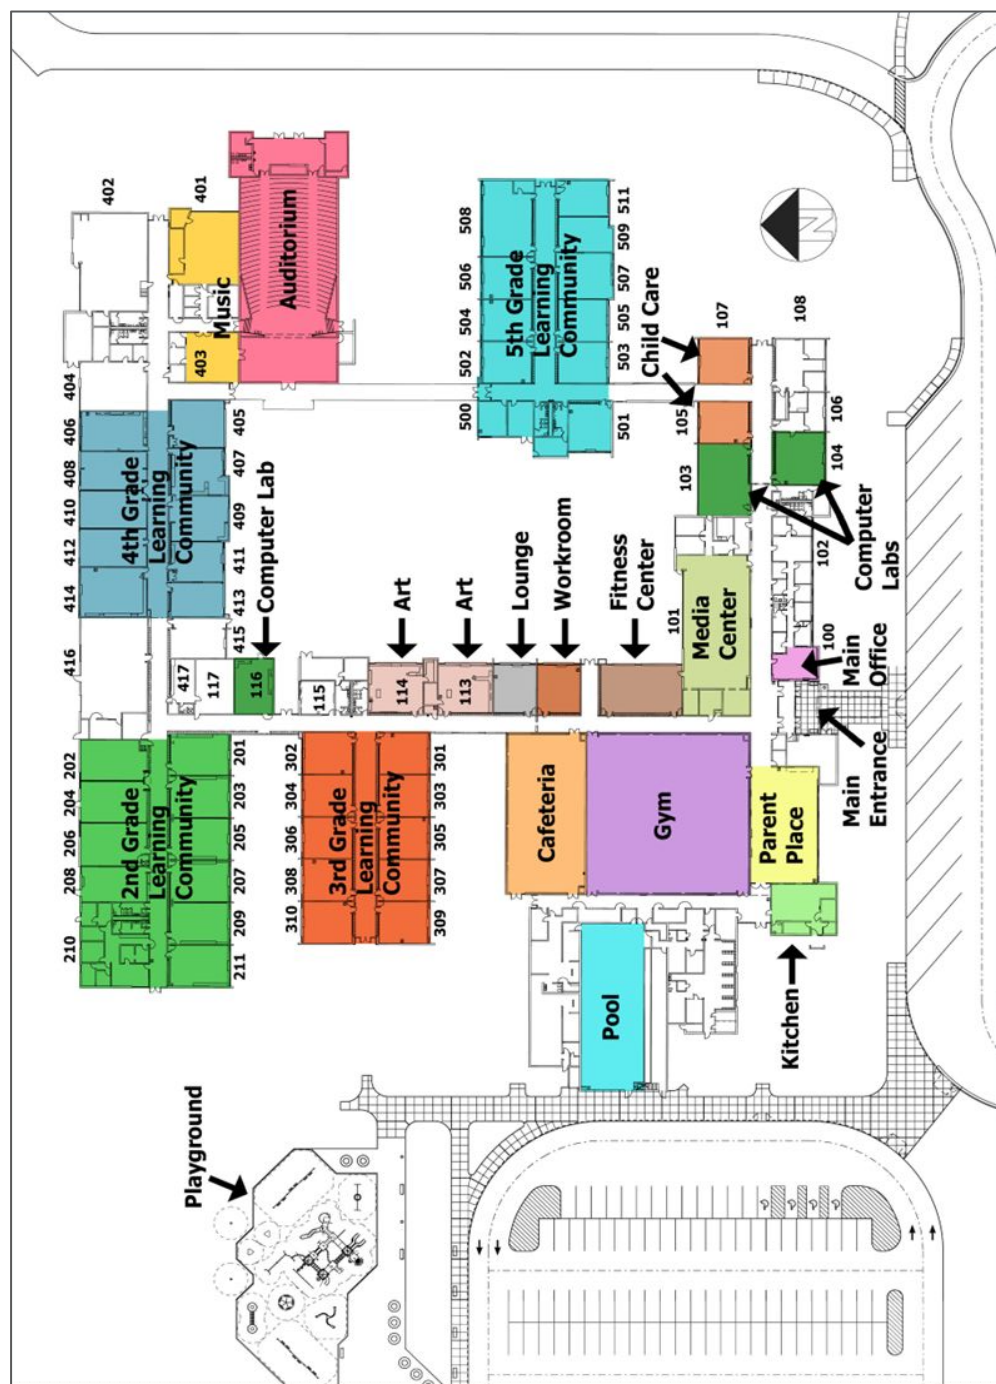 402
401
Music
403
Auditorium
404
406
408
410
412
414
4th Grade
Learning
Community
405
407
409
411
413
415
416
417
117
116
Computer Lab
115
114
Art
113
Art
Lounge
Workroom
Fitness
Center
508
506
504
502
500
5th Grade
Learning
Community
511
509
507
505
503
501
N
107
108
Child Care
105
106
103
104
Computer
Labs
102
101
Media
Center
100
Main
Office
Main
Entrance
202
204
206
208
210
2nd Grade
Learning
Community
201
203
205
207
209
211
302
304
306
308
310
3rd Grade
Learning
Community
301
303
305
307
309
Cafeteria
Gym
Parent
Place
Kitchen
Pool
Playground